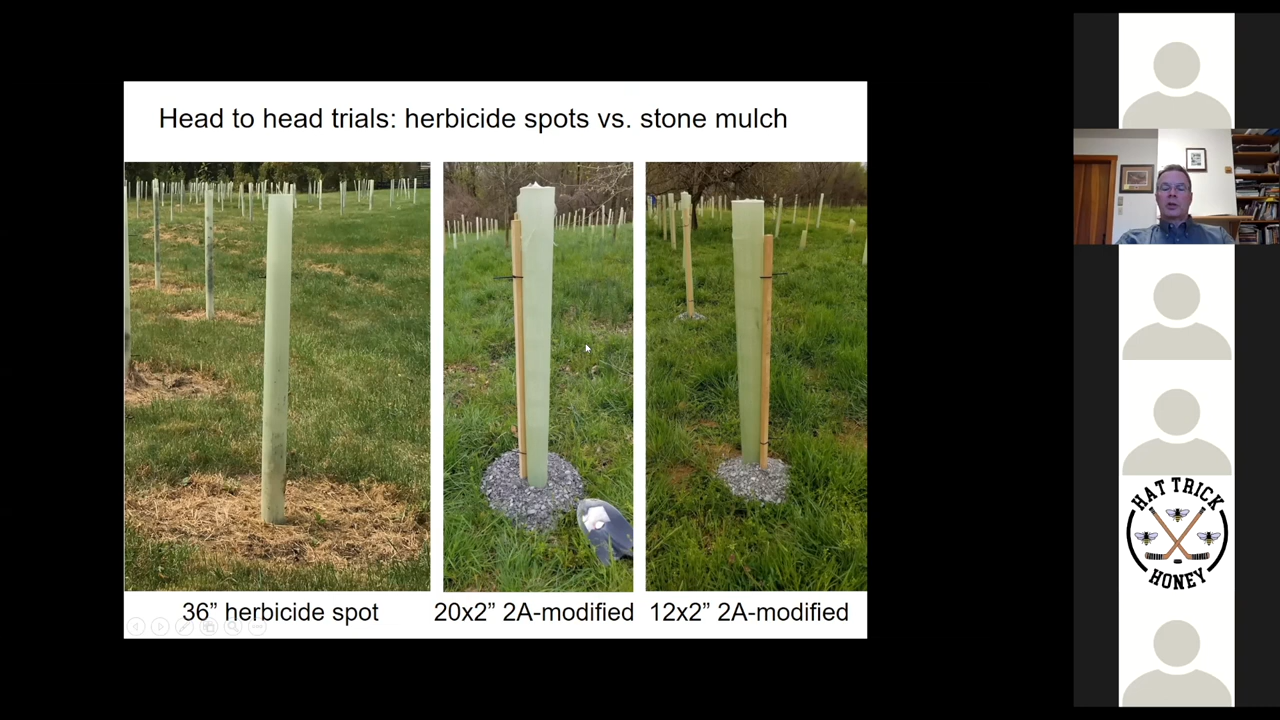 Head to head trials: herbicide spots vs. stone mulch
36” herbicide spot
20x2” 2A-modified
12x2” 2A-modified
HAT TRICK
HONEY